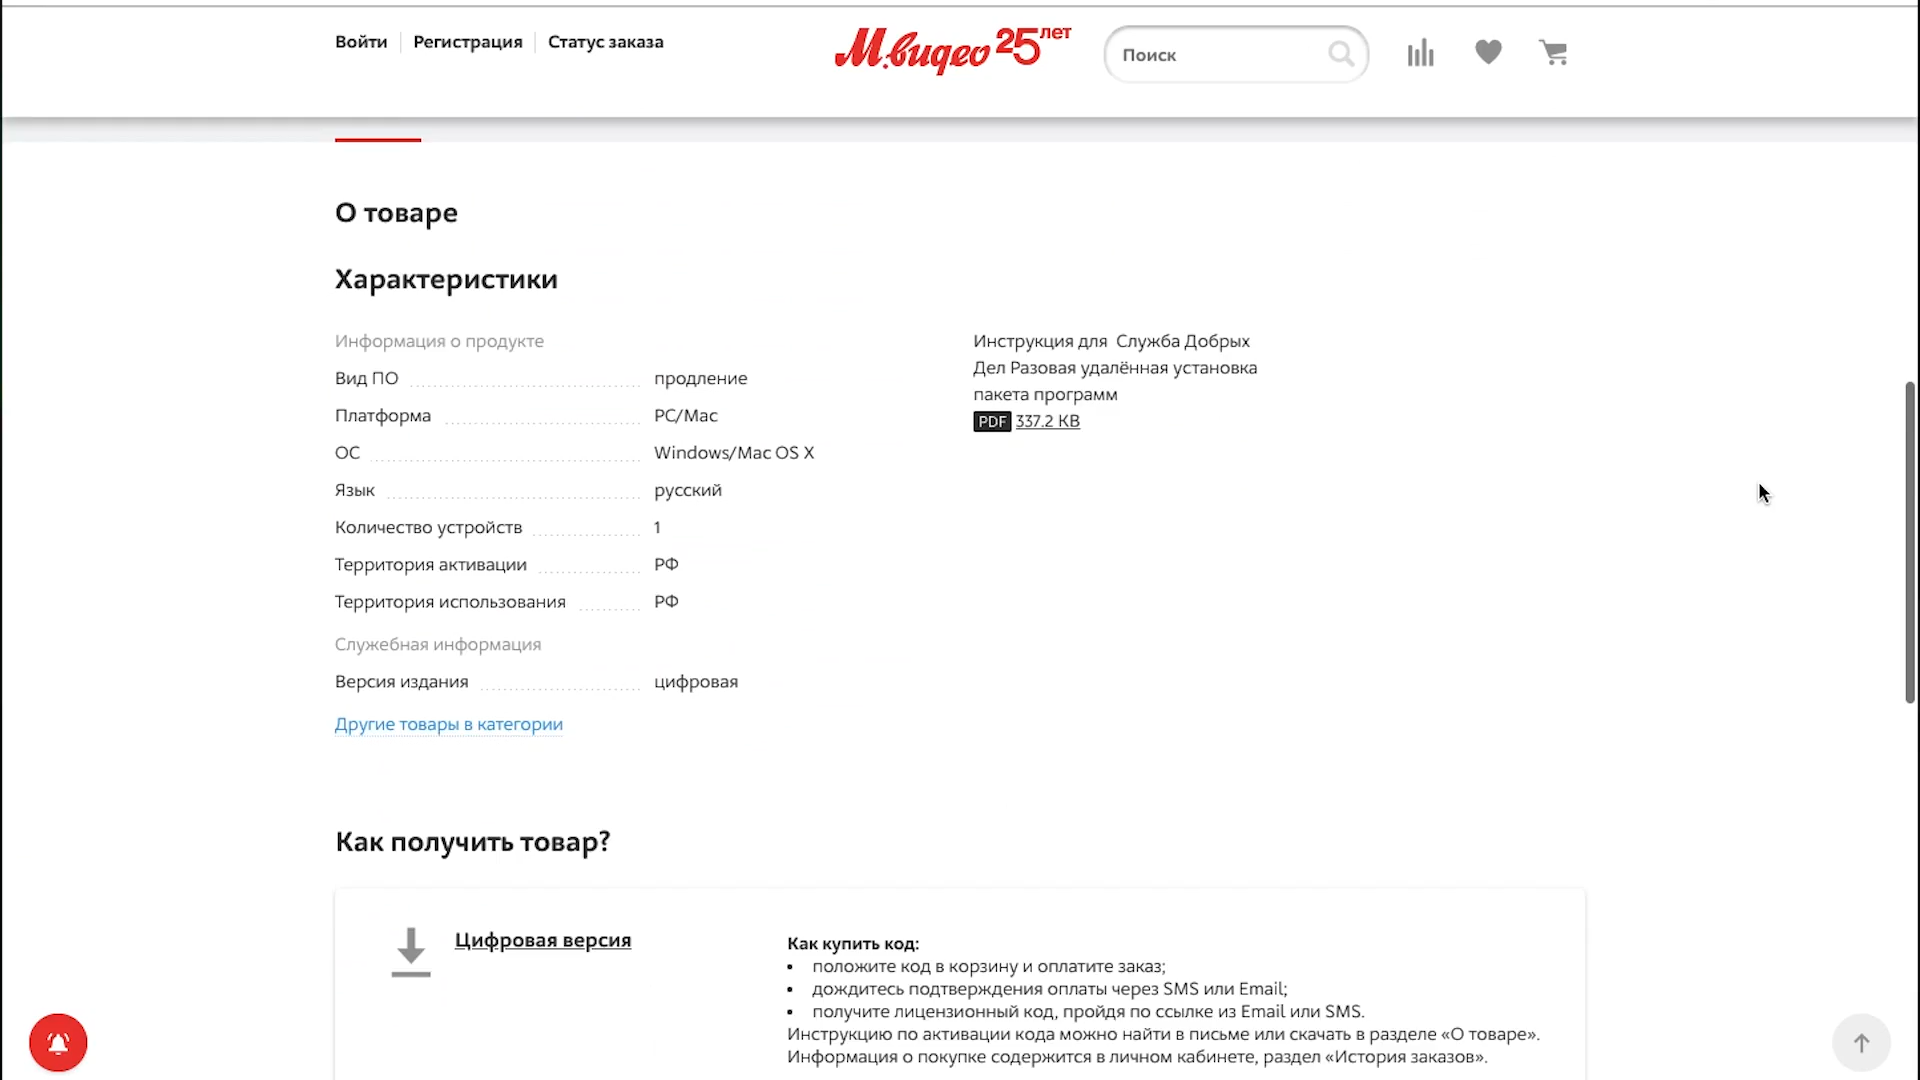 Войти
Регистрация
Статус заказа
М.видео 25 лет
Поиск
О товаре
Характеристики
Информация о продукте
Вид ПО продление
Платформа PC/Mac
ОС Windows/Mac OS X
Язык русский
Количество устройств 1
Территория активации РФ
Территория использования РФ
Служебная информация
Версия издания цифровая
Другие товары в категории
Инструкция для Служба Добрых
Дел Разовая удалённая установка
пакета программ
PDF 337.2 KB
Как получить товар?
Цифровая версия
Как купить код:
• положите код в корзину и оплатите заказ;
• дождитесь подтверждения оплаты через SMS или Email;
• получите лицензионный код, пройдя по ссылке из Email или SMS.
Инструкцию по активации кода можно найти в письме или скачать в разделе «О товаре».
Информация о покупке содержится в личном кабинете, раздел «История заказов».